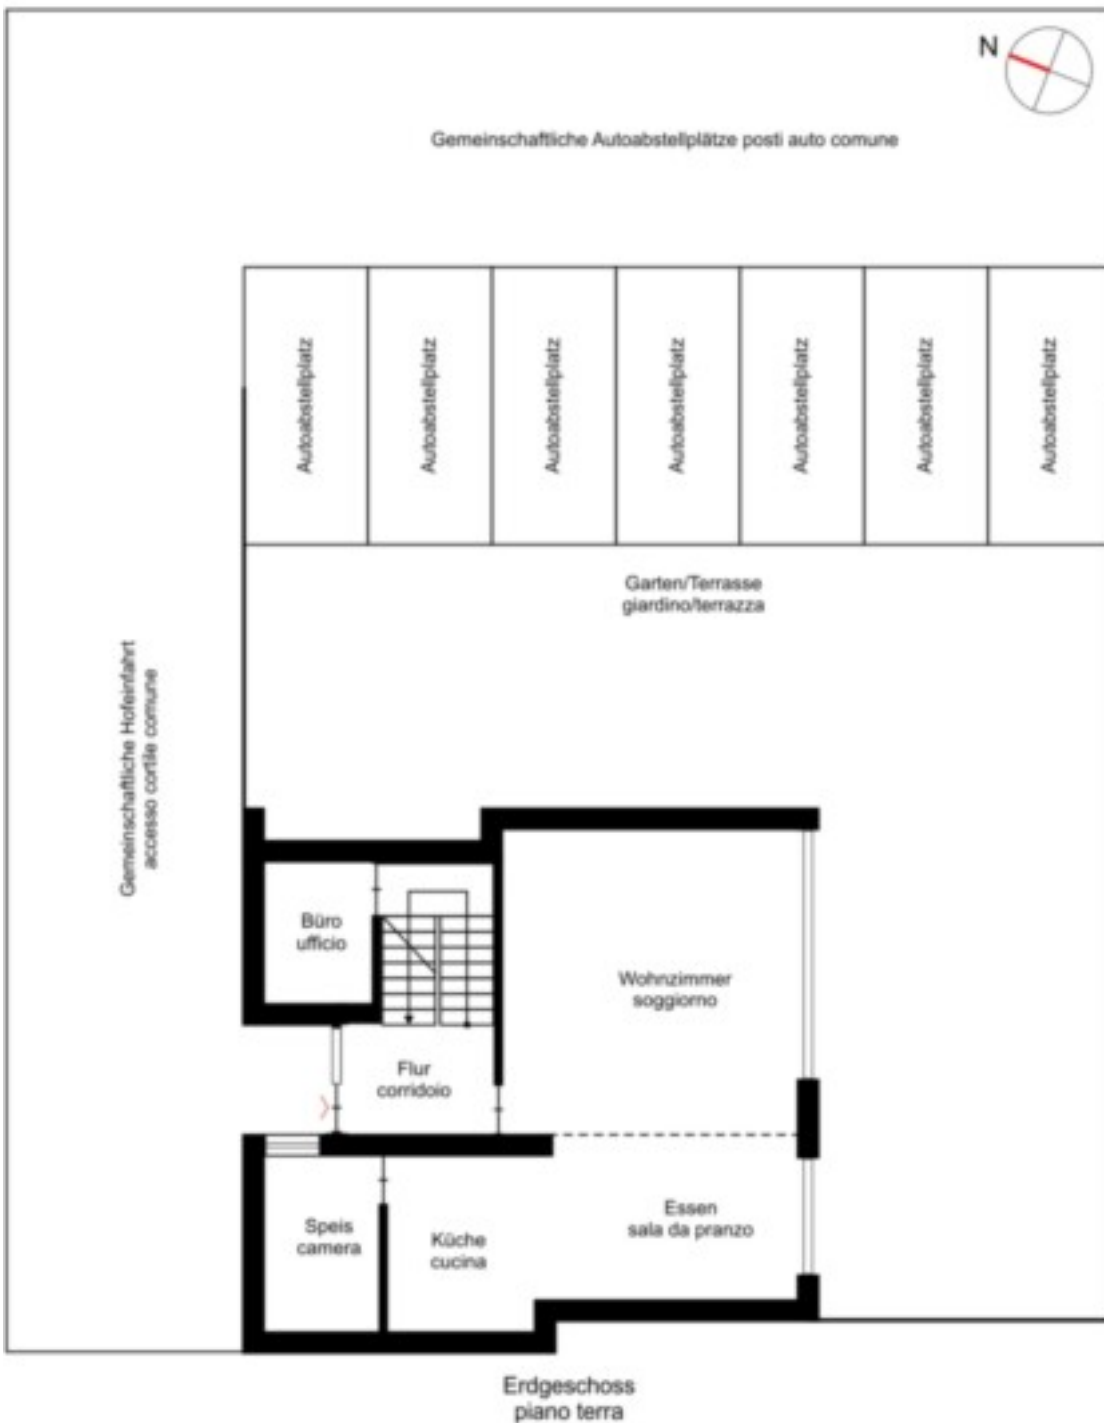 N
Gemeinschaftliche Autoabstellplätze posti auto comune
Autoabstellplatz
Autoabstellplatz
Autoabstellplatz
Autoabstellplatz
Autoabstellplatz
Autoabstellplatz
Autoabstellplatz
Garten/Terrasse
giardino/terrazza
Gemeinschaftliche Hofeinfahrt
accesso cortile comune
Büro
ufficio
Wohnzimmer
soggiorno
Flur
corridoio
Speis
camera
Küche
cucina
Essen
sala da pranzo
Erdgeschoss
piano terra